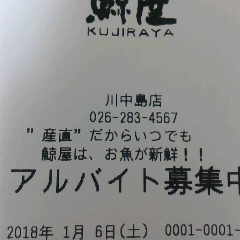 鯨屋
KUJIRAYA
川中島店
026-283-4567
"産直"だからいつでも
鯨屋は、お魚が新鮮!!
アルバイト募集中
2018年 1月 6日(土) 0001-0001-